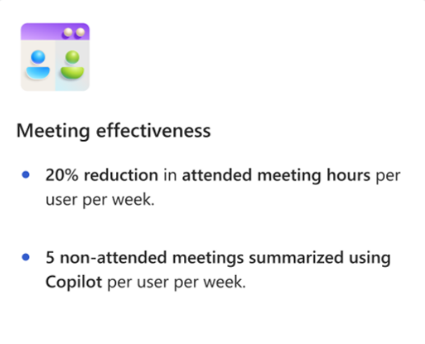 Meeting effectiveness
20% reduction in attended meeting hours per
user per week.
5 non-attended meetings summarized using
Copilot per user per week.